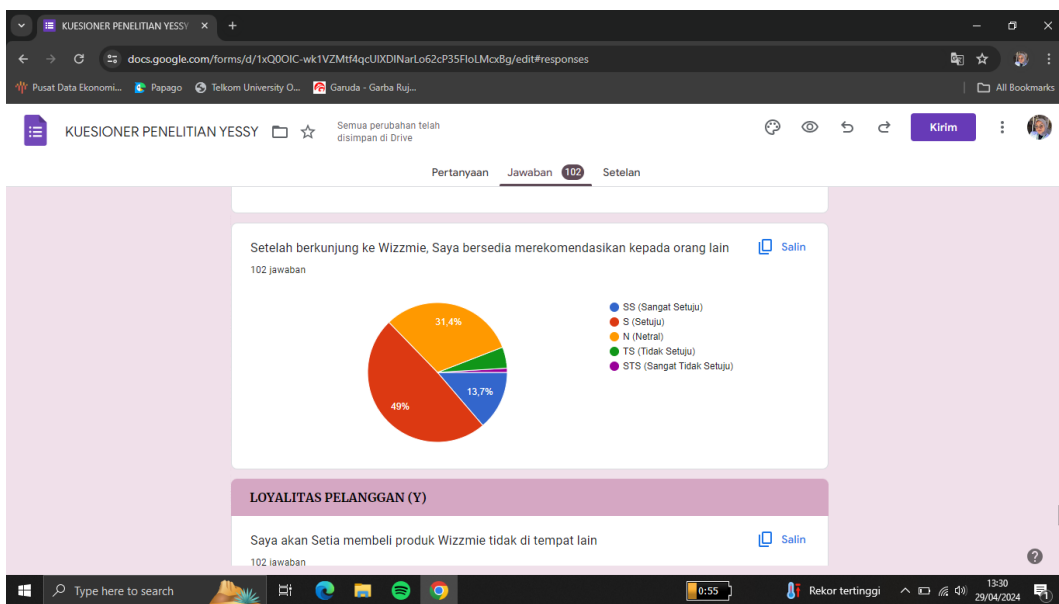 KUESIONER PENELITIAN YESSY
docs.google.com/forms/d/1xQ0OIC-wk1VZMtf4qcUlXDINarLo62cP35FIoLMcxBg/edit#responses
Pusat Data Ekonomi... Papago Telkom University O... Garuda - Garba Ruj... All Bookmarks
KUESIONER PENELITIAN YESSY
Semua perubahan telah
disimpan di Drive
Kirim
Pertanyaan Jawaban 102 Setelan
Setelah berkunjung ke Wizzmie, Saya bersedia merekomendasikan kepada orang lain
Salin
102 jawaban
SS (Sangat Setuju)
S (Setuju)
N (Netral)
TS (Tidak Setuju)
STS (Sangat Tidak Setuju)
31,4%
13,7%
49%
LOYALITAS PELANGGAN (Y)
Saya akan Setia membeli produk Wizzmie tidak di tempat lain
Salin
102 jawaban
Type here to search
0:55
Rekor tertinggi
13:30
29/04/2024